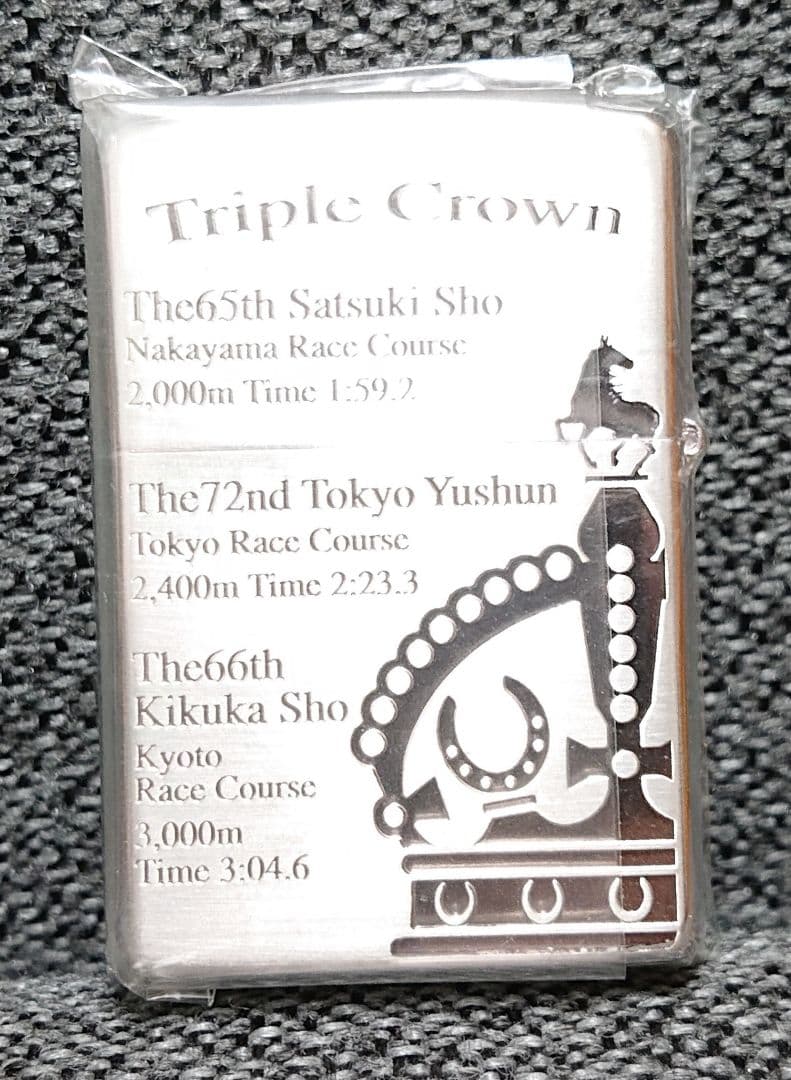 Triple Crown
The65th Satsuki Sho
Nakayama Race Course
2,000m Time 1:59.2
The72nd Tokyo Yushun
Tokyo Race Course
2,400m Time 2:23.3
The66th
Kikuka Sho
Kyoto
Race Course
3,000m
Time 3:04.6